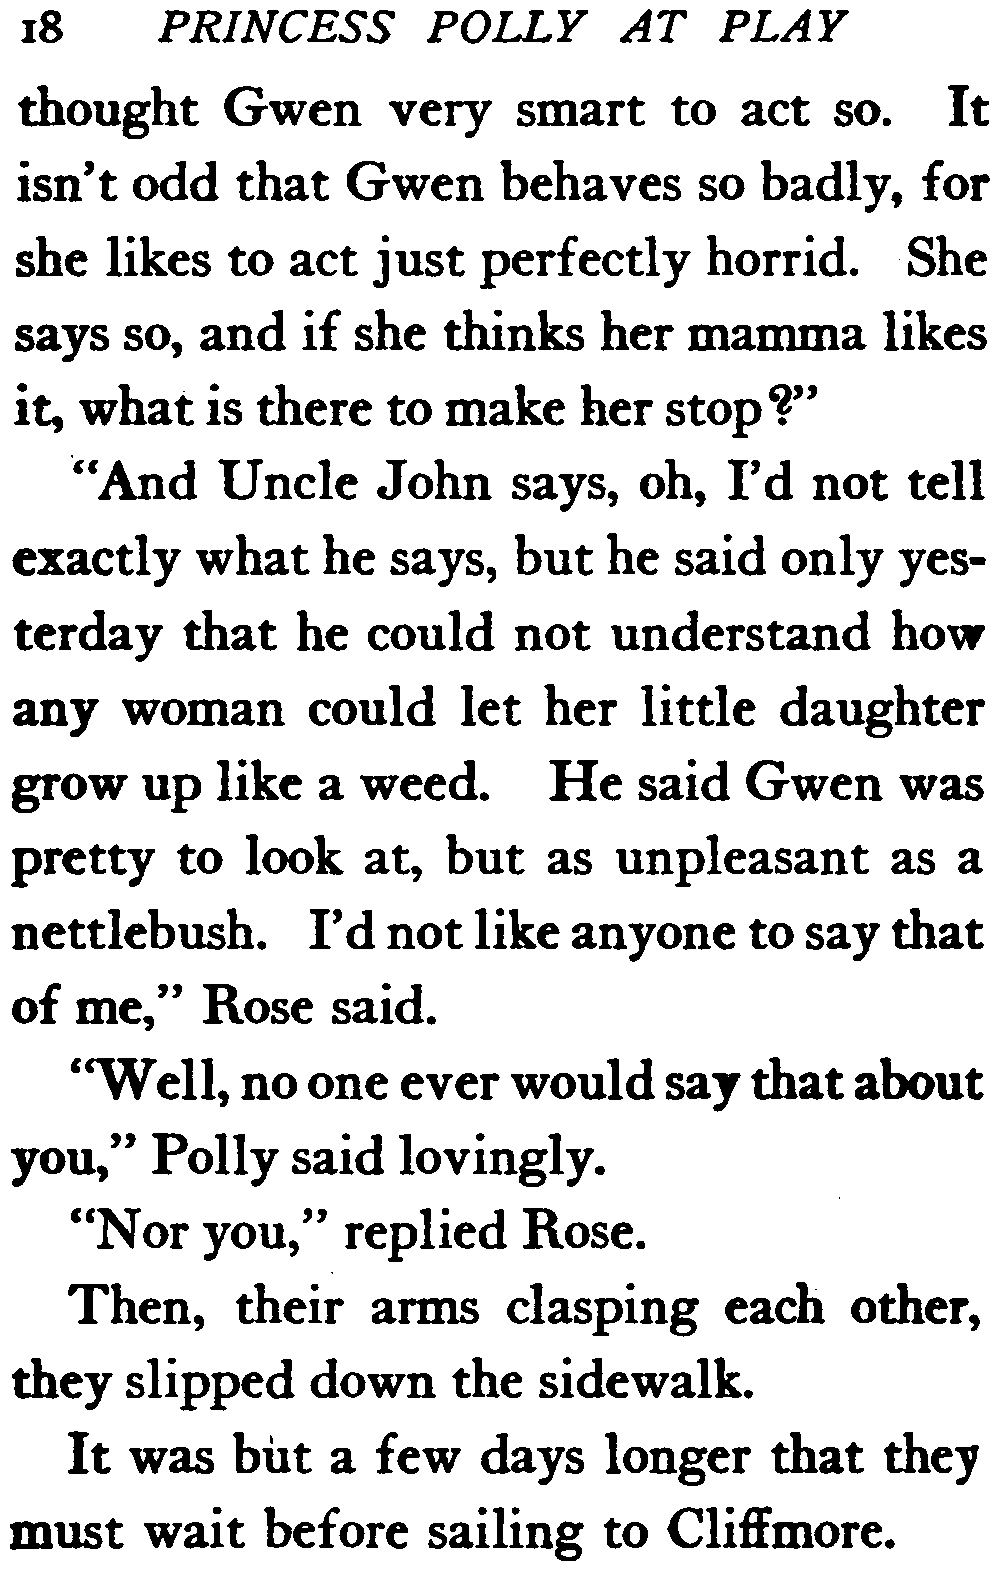 18 PRINCESS POLLY AT PLAY
thought Gwen very smart to act so. It
isn't odd that Gwen behaves so badly, for
she likes to act just perfectly horrid. She
says so, and if she thinks her mamma likes
it, what is there to make her stop?"
"And Uncle John says, oh, I'd not tell
exactly what he says, but he said only yes-
terday that he could not understand how
any woman could let her little daughter
grow up like a weed. He said Gwen was
pretty to look at, but as unpleasant as a
nettlebush. I'd not like anyone to say that
of me," Rose said.
"Well, no one ever would say that about
you," Polly said lovingly.
"Nor you," replied Rose.
Then, their arms clasping each other,
they slipped down the sidewalk.
It was but a few days longer that they
must wait before sailing to Cliffmore.